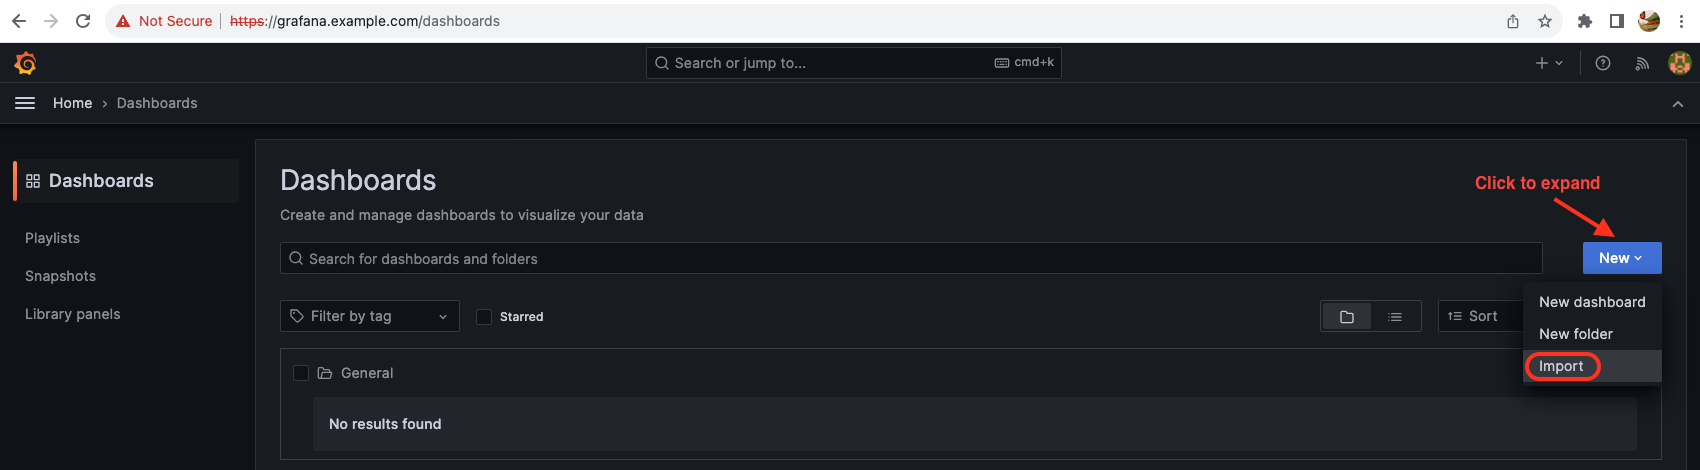 Not Secure | https://grafana.example.com/dashboards
Search or jump to... cmd+k
Home › Dashboards
Dashboards
Playlists
Snapshots
Library panels
Dashboards
Create and manage dashboards to visualize your data
Click to expand
Search for dashboards and folders
New
New dashboard
New folder
Import
Filter by tag
Starred
Sort
General
No results found